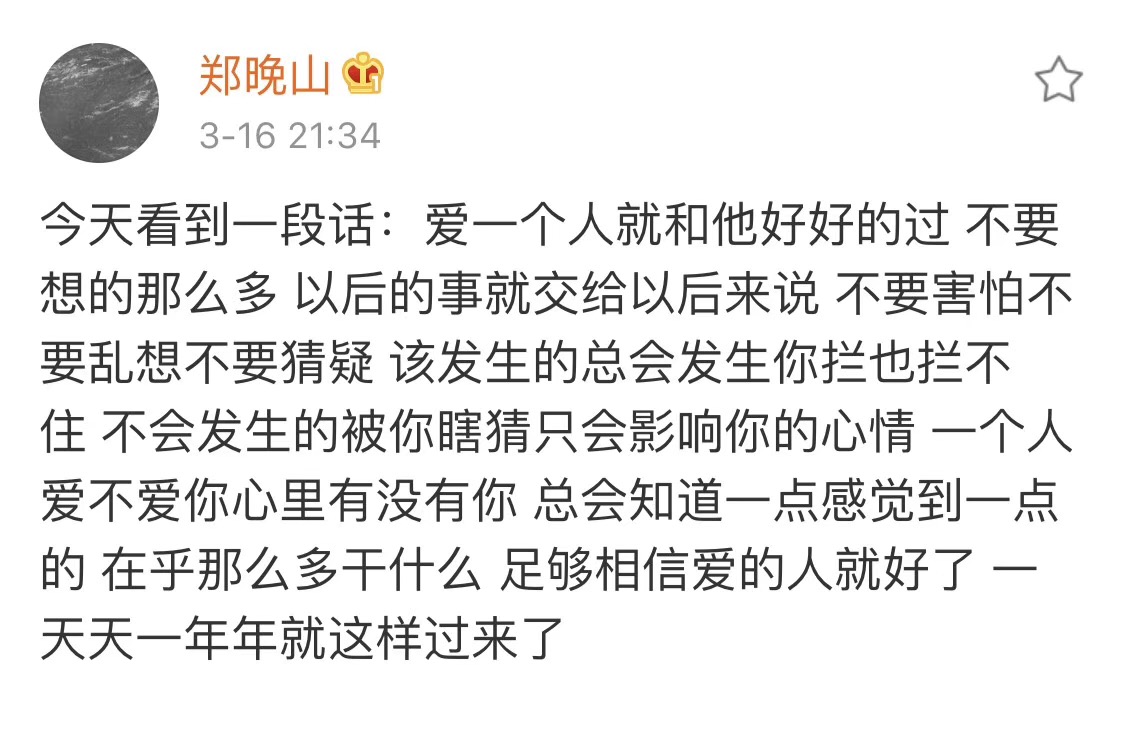 郑晚山
3-16 21:34
今天看到一段话：爱一个人就和他好好的过 不要
想的那么多 以后的事就交给以后来说 不要害怕不
要乱想不要猜疑 该发生的总会发生你拦也拦不
住 不会发生的被你瞎猜只会影响你的心情 一个人
爱不爱你心里有没有你 总会知道一点感觉到一点
的 在乎那么多干什么 足够相信爱的人就好了 一
天天一年年就这样过来了